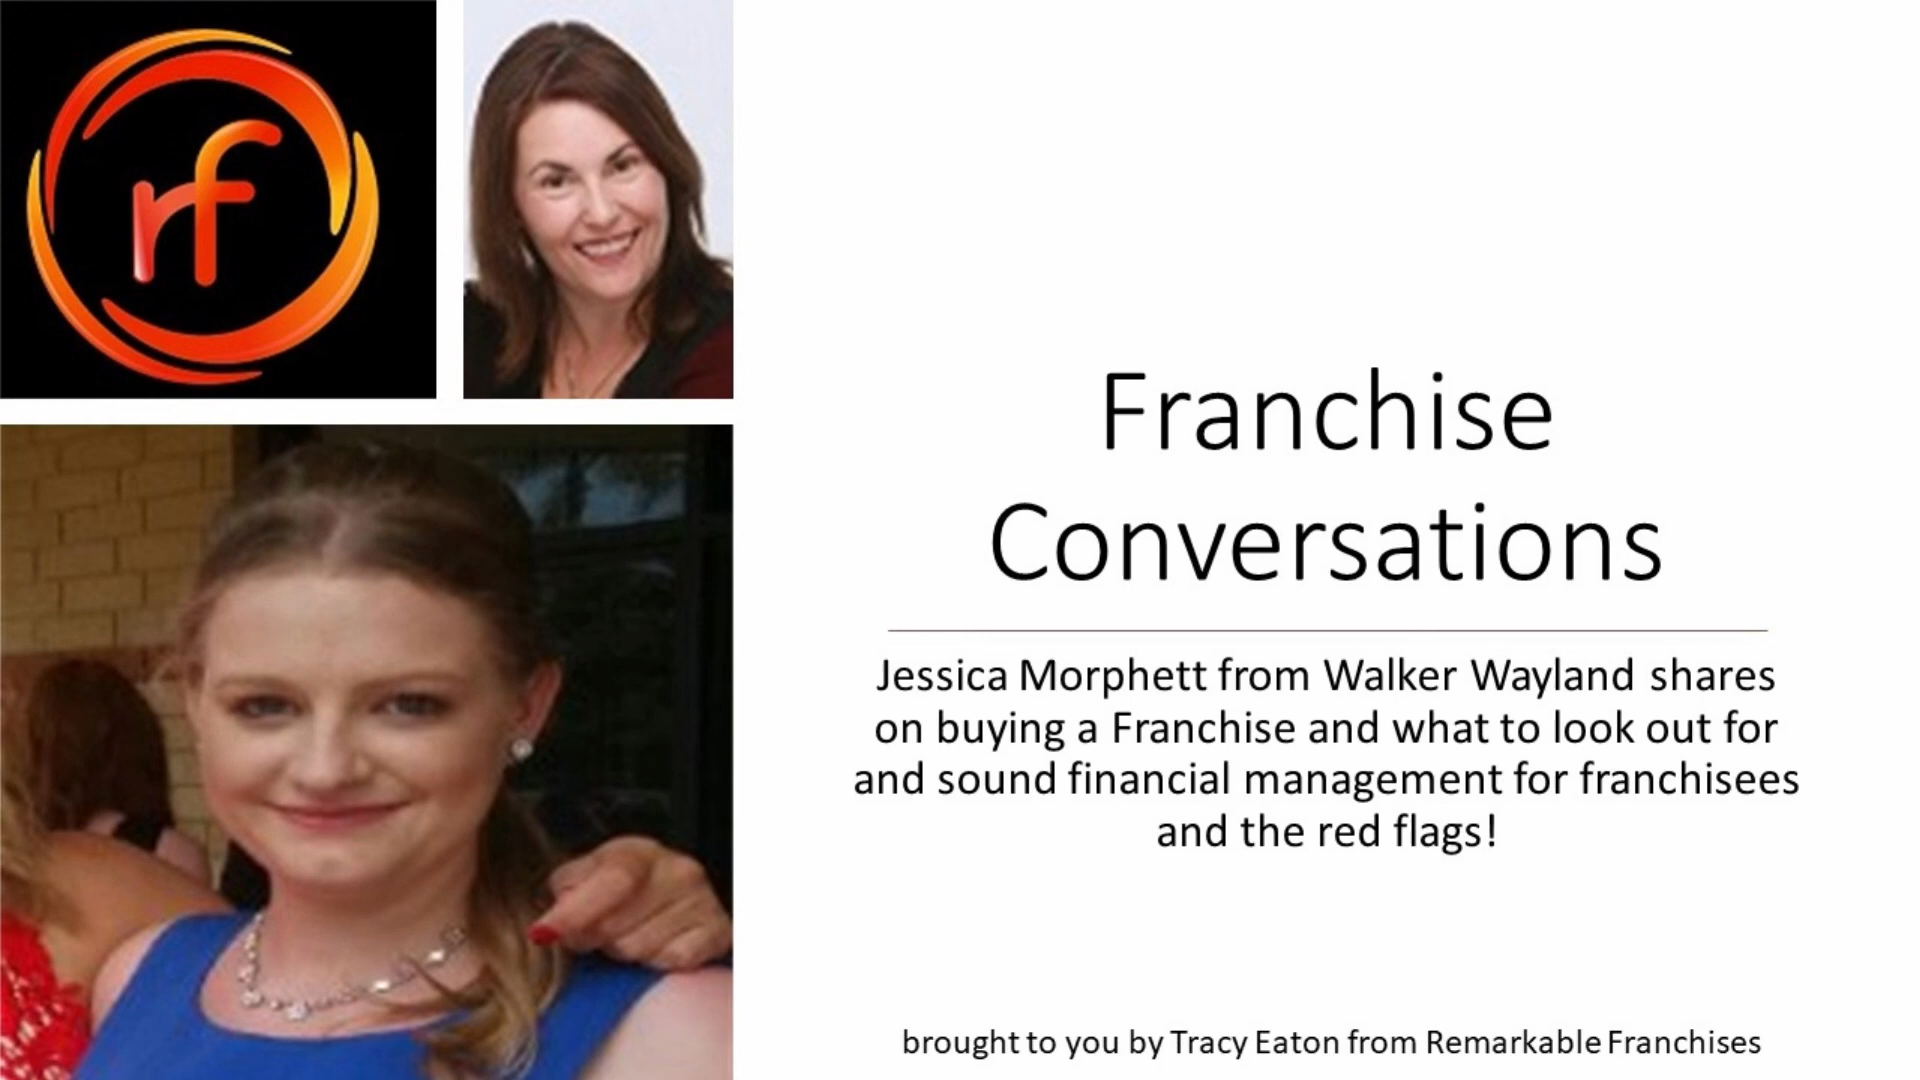 rf
Franchise
Conversations
Jessica Morphett from Walker Wayland shares
on buying a Franchise and what to look out for
and sound financial management for franchisees
and the red flags!
brought to you by Tracy Eaton from Remarkable Franchises